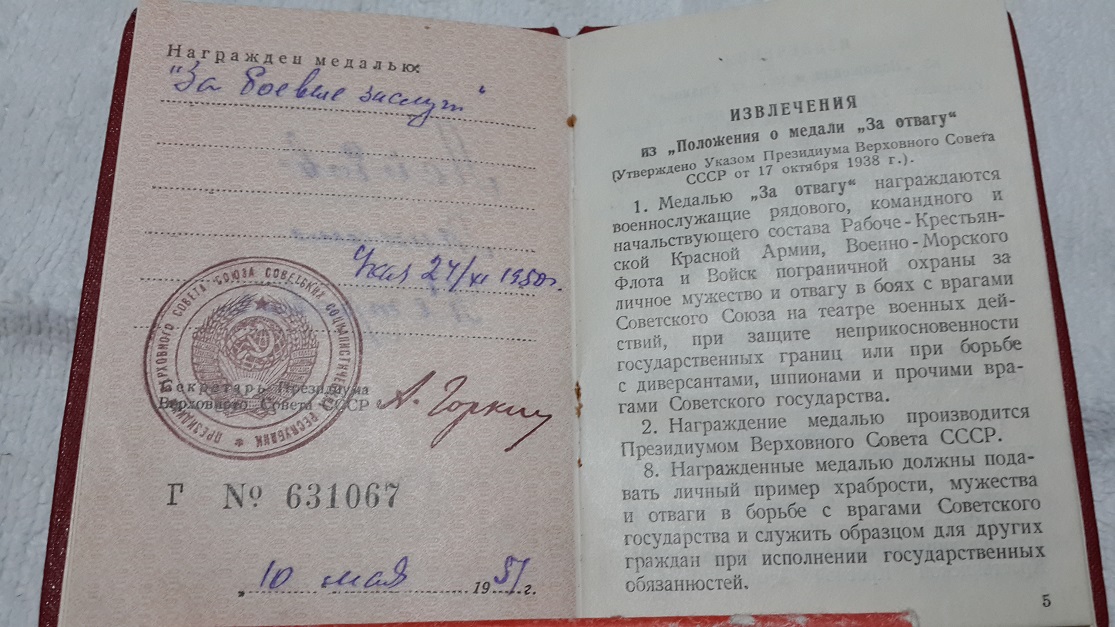 Награжден медалью:
"За боевые заслуги"
Указ 24/XI 1950г.
ПРЕЗИДИУМ ВЕРХОВНОГО СОВЕТА СОЮЗА СОВЕТСКИХ СОЦИАЛИСТИЧЕСКИХ РЕСПУБЛИК
Секретарь Президиума
Верховного Совета СССР
А. Горкин
Г № 631067
„10 мая 1951г.
ИЗВЛЕЧЕНИЯ
из „Положения о медали „За отвагу“
(Утверждено Указом Президиума Верховного Совета
СССР от 17 октября 1938 г.).
1. Медалью „За отвагу“ награждаются
военнослужащие рядового, командного и
начальствующего состава Рабоче-Крестьян-
ской Красной Армии, Военно-Морского
Флота и Войск пограничной охраны за
личное мужество и отвагу в боях с врагами
Советского Союза на театре военных дей-
ствий, при защите неприкосновенности
государственных границ или при борьбе
с диверсантами, шпионами и прочими вра-
гами Советского государства.
2. Награждение медалью производится
Президиумом Верховного Совета СССР.
8. Награжденные медалью должны пода-
вать личный пример храбрости, мужества
и отваги в борьбе с врагами Советского
государства и служить образцом для других
граждан при исполнении государственных
обязанностей.
5